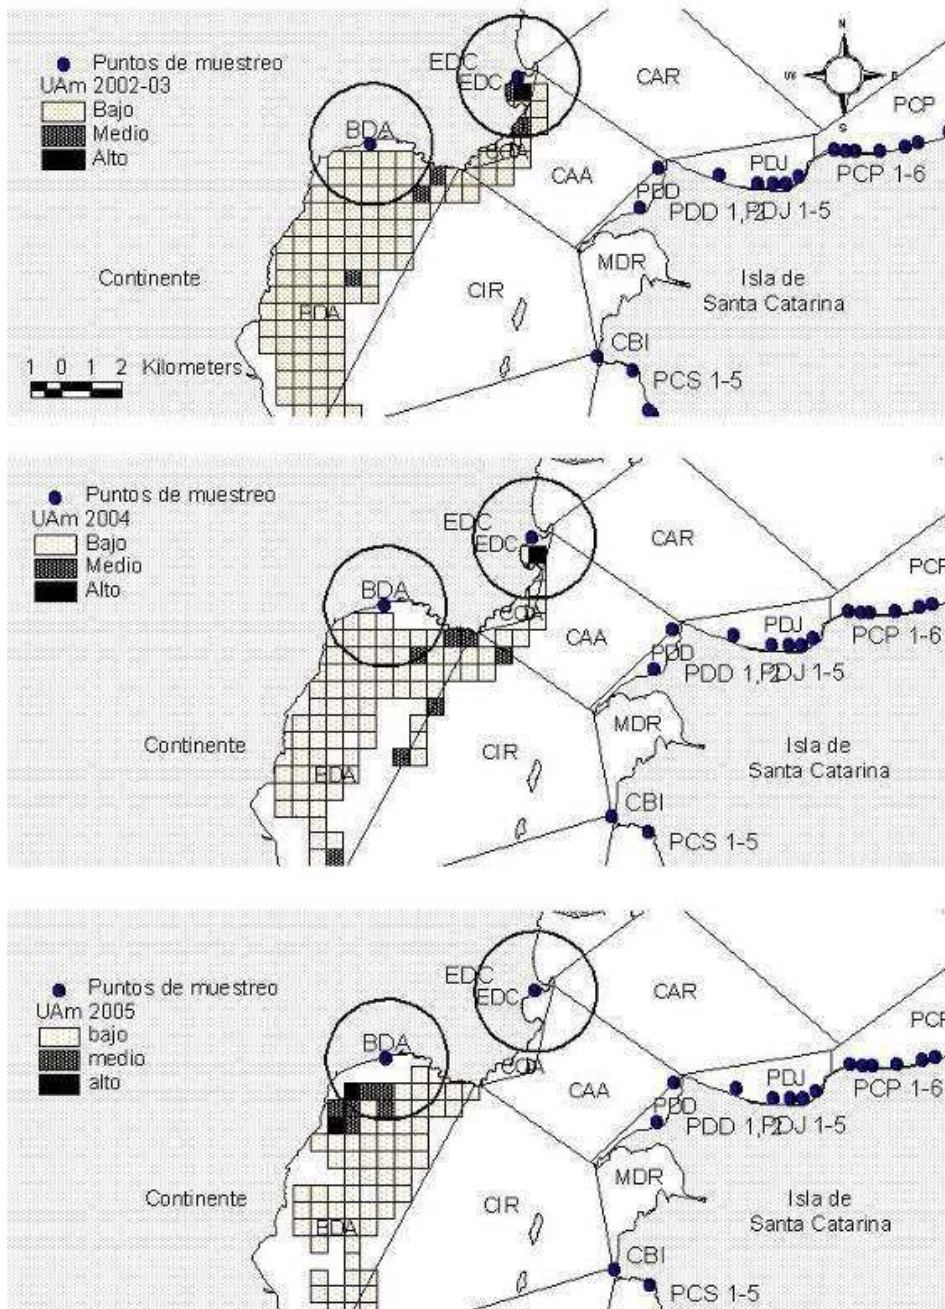 N
W
E
S
Puntos de muestreo
UAm 2002-03
Bajo
Medio
Alto
EDC
EDC
BDA
CAR
PCP
CAA
PDD
PDJ
PCP 1-6
PDD 1, 2
PDJ 1-5
Continente
CIR
MDR
Isla de
Santa Catarina
BDA
CBI
1 0 1 2 Kilometers
PCS 1-5
Puntos de muestreo
UAm 2004
Bajo
Medio
Alto
EDC
EDC
BDA
CAR
PCP
CAA
PDD
PDJ
PCP 1-6
PDD 1, 2
PDJ 1-5
Continente
CIR
MDR
Isla de
Santa Catarina
BDA
CBI
PCS 1-5
Puntos de muestreo
UAm 2005
bajo
medio
alto
EDC
EDC
BDA
CAR
PCP
CAA
PDD
PDJ
PCP 1-6
PDD 1, 2
PDJ 1-5
Continente
CIR
MDR
Isla de
Santa Catarina
BDA
CBI
PCS 1-5